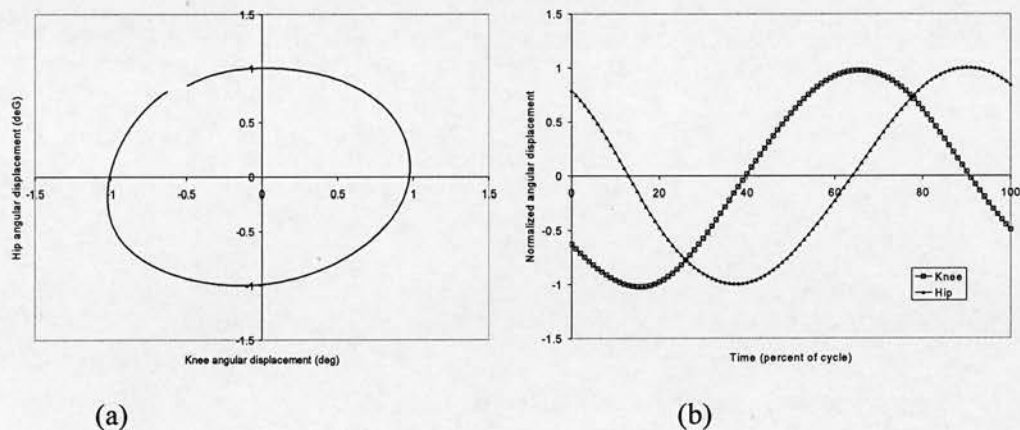 1.5
1
0.5
0
-0.5
-1
-1.5
-1.5 -1 -0.5 0 0.5 1 1.5
Hip angular displacement (deG)
Knee angular displacement (deg)
(a)
1.5
1
0.5
0
-0.5
-1
-1.5
0 20 40 60 80 100
Normalized angular displacement
Time (percent of cycle)
Knee
Hip
(b)